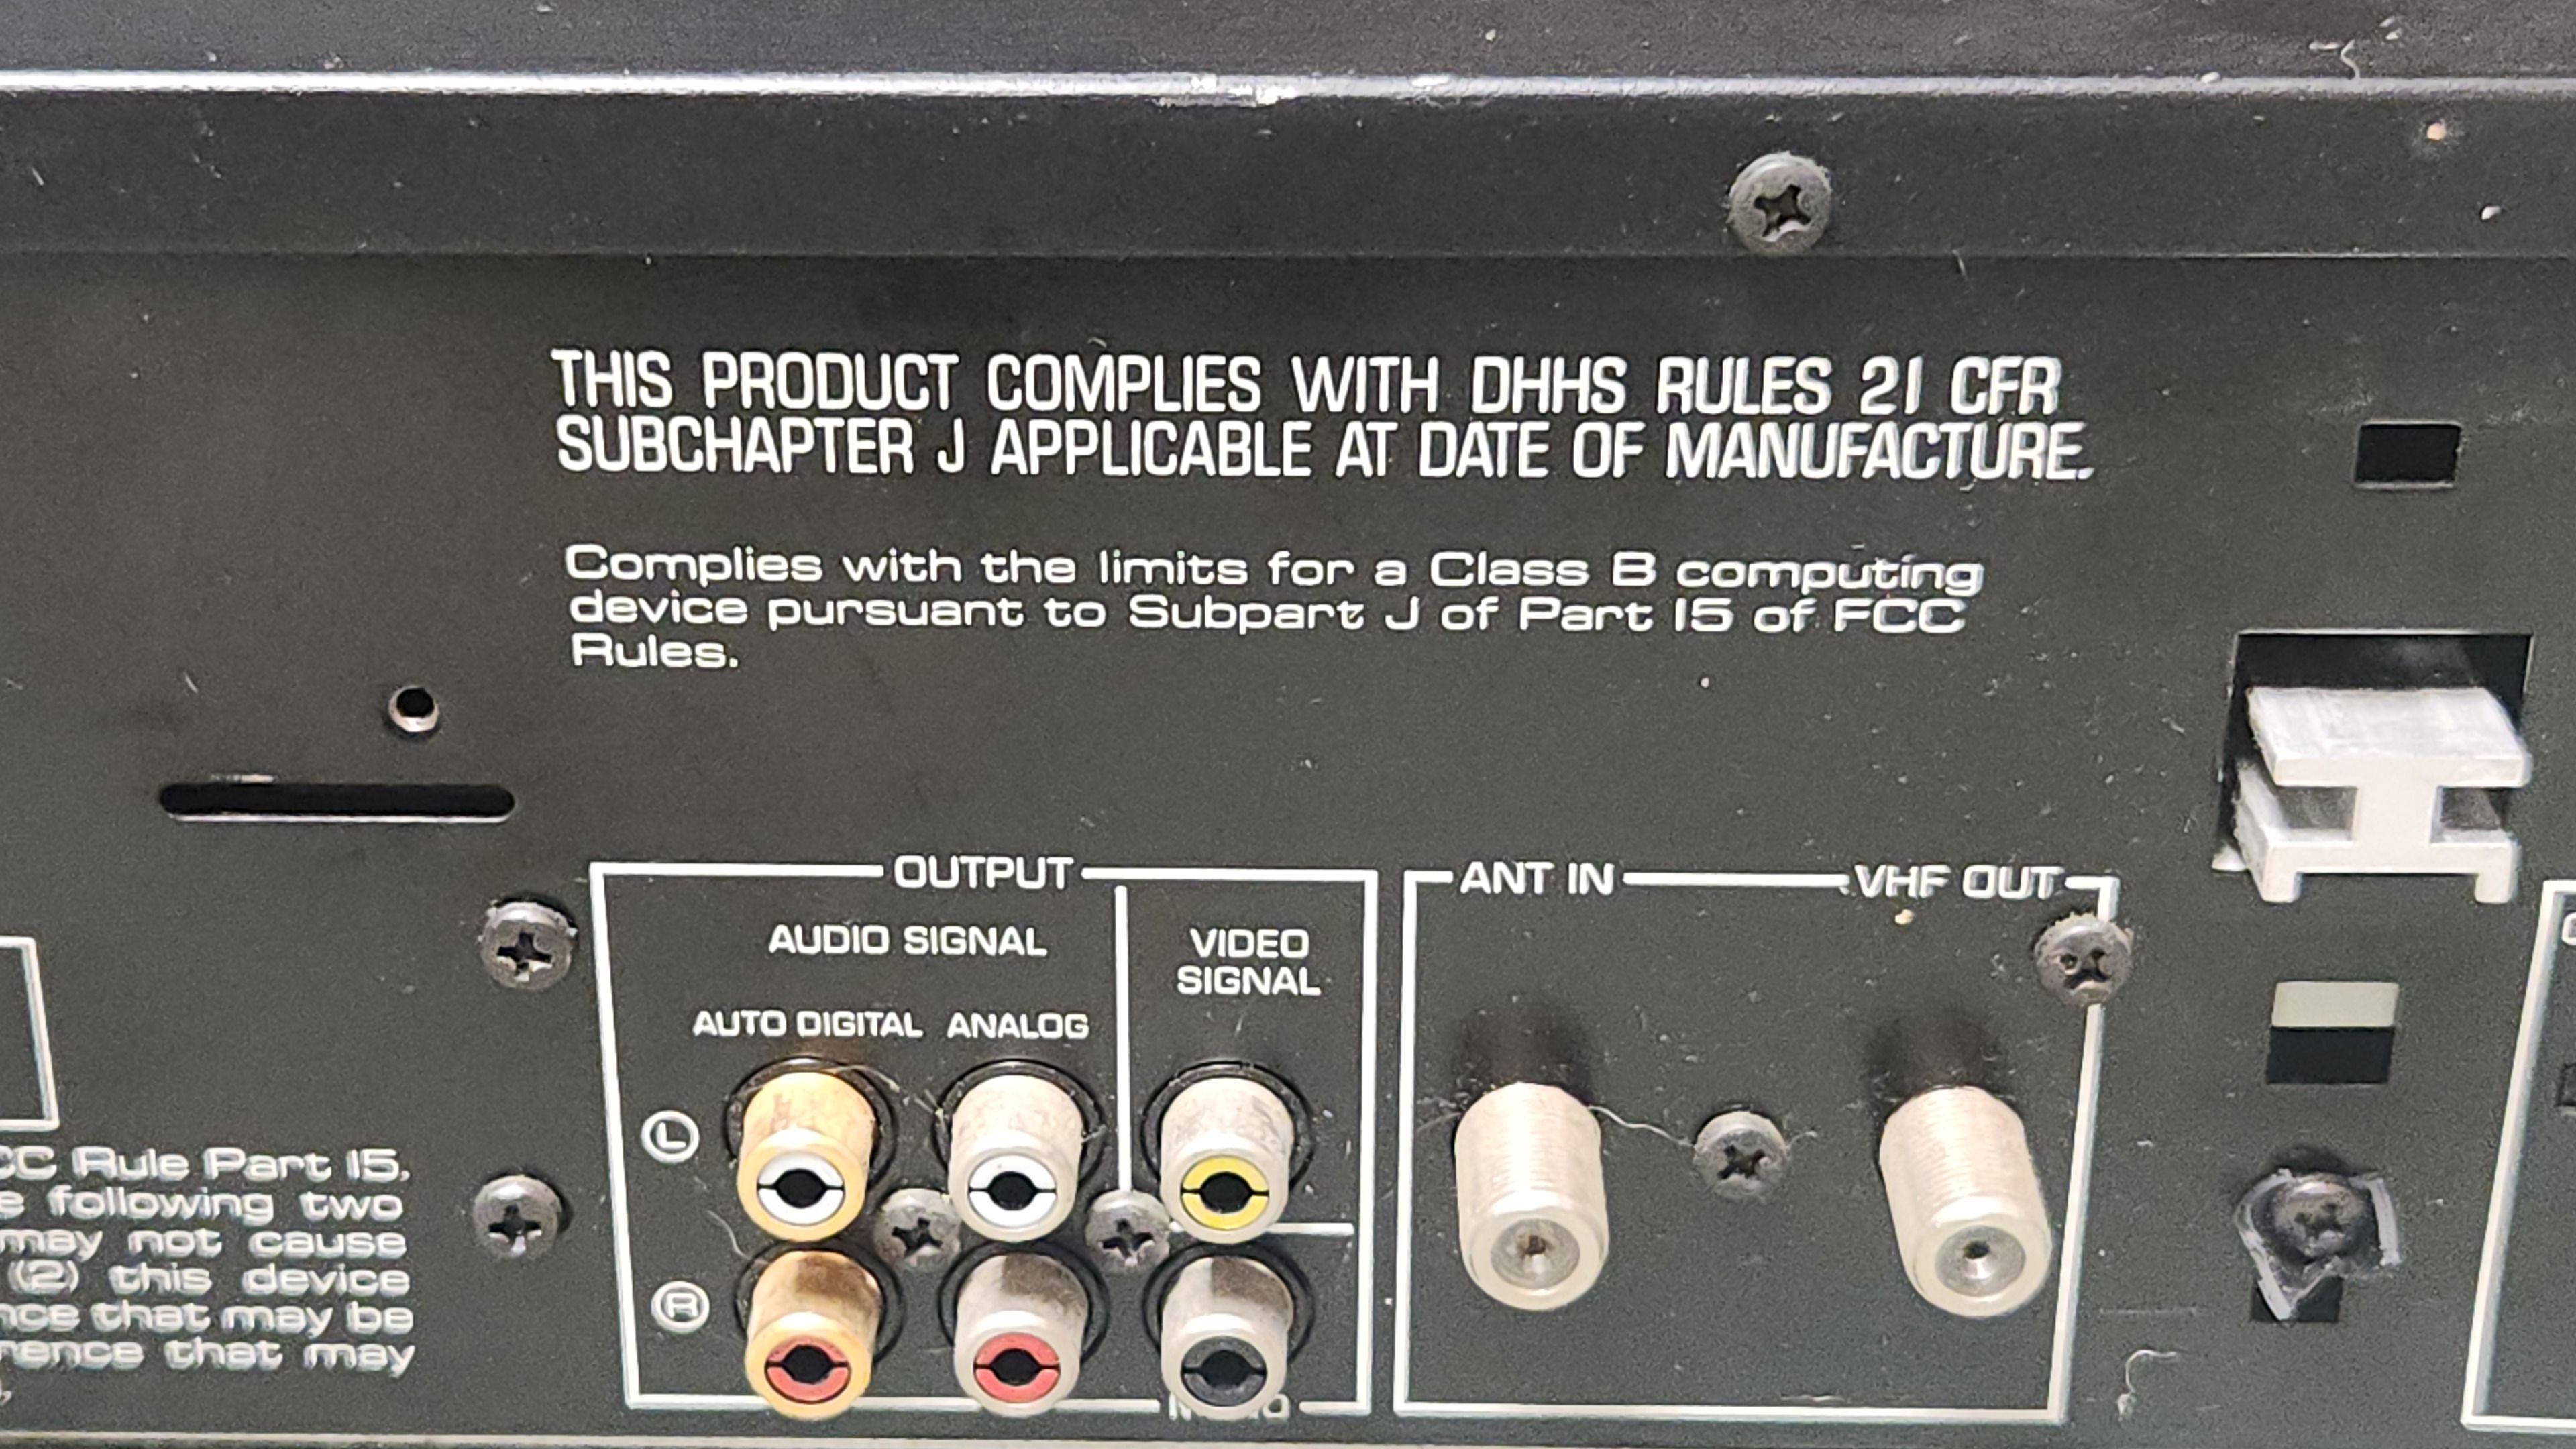 THIS PRODUCT COMPLIES WITH DHHS RULES 21 CFR
SUBCHAPTER J APPLICABLE AT DATE OF MANUFACTURE.
Complies with the limits for a Class B computing
device pursuant to Subpart J of Part 15 of FCC
Rules.
OUTPUT
AUDIO SIGNAL
VIDEO
SIGNAL
AUTO DIGITAL ANALOG
L
R
ANT IN
VHF OUT
Rule Part 15,
following two
may not cause
(2) this device
that may be
that may